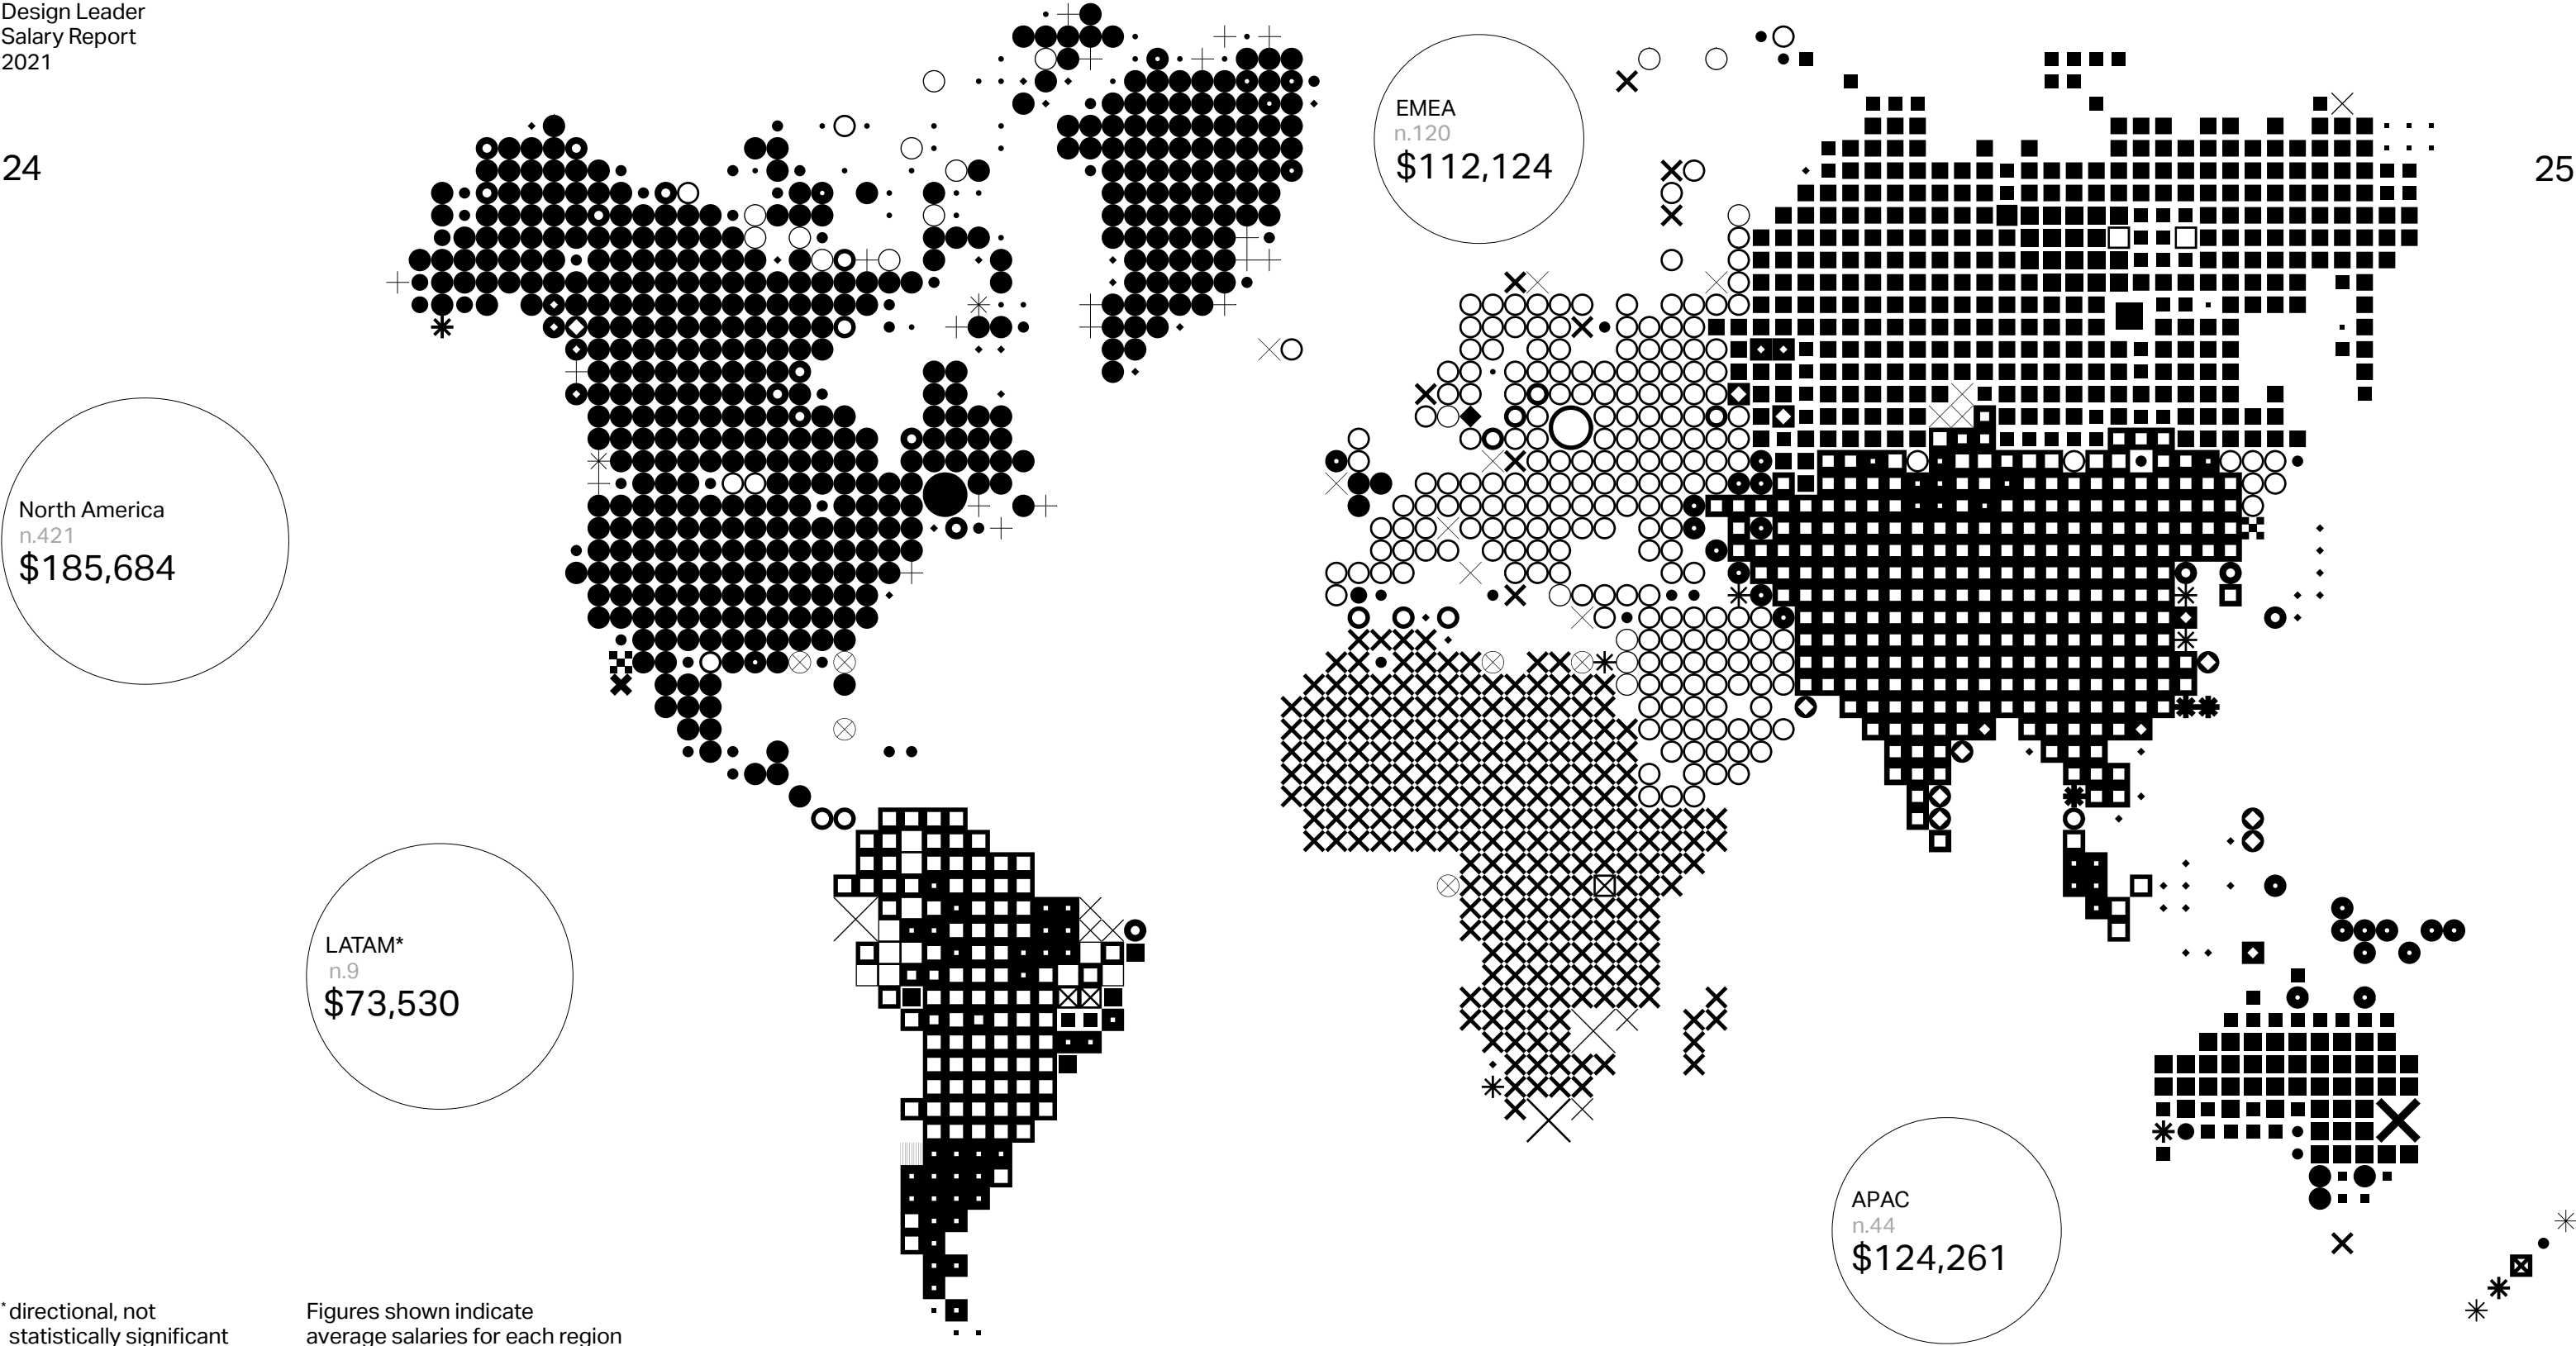 Design Leader
Salary Report
2021
24
25
EMEA
n.120
$112,124
North America
n.421
$185,684
LATAM*
n.9
$73,530
APAC
n.44
$124,261
* directional, not
statistically significant
Figures shown indicate
average salaries for each region